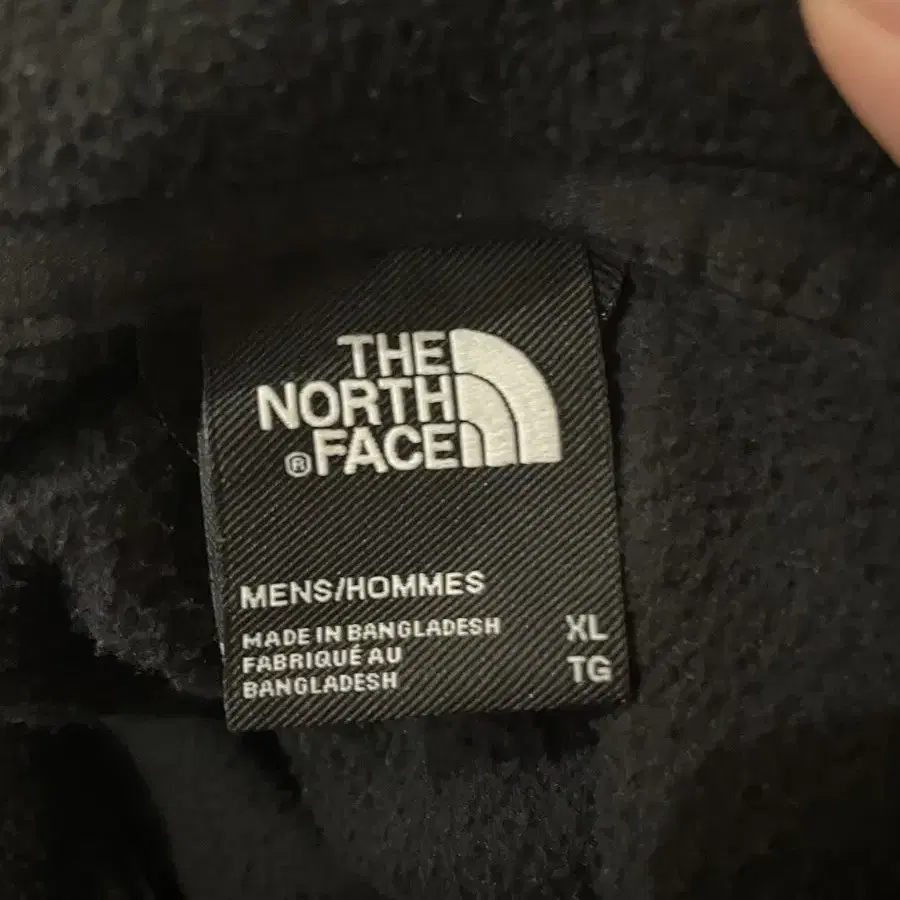 THE
NORTH
® FACE
MENS/HOMMES
MADE IN BANGLADESH XL
FABRIQUÉ AU
BANGLADESH TG